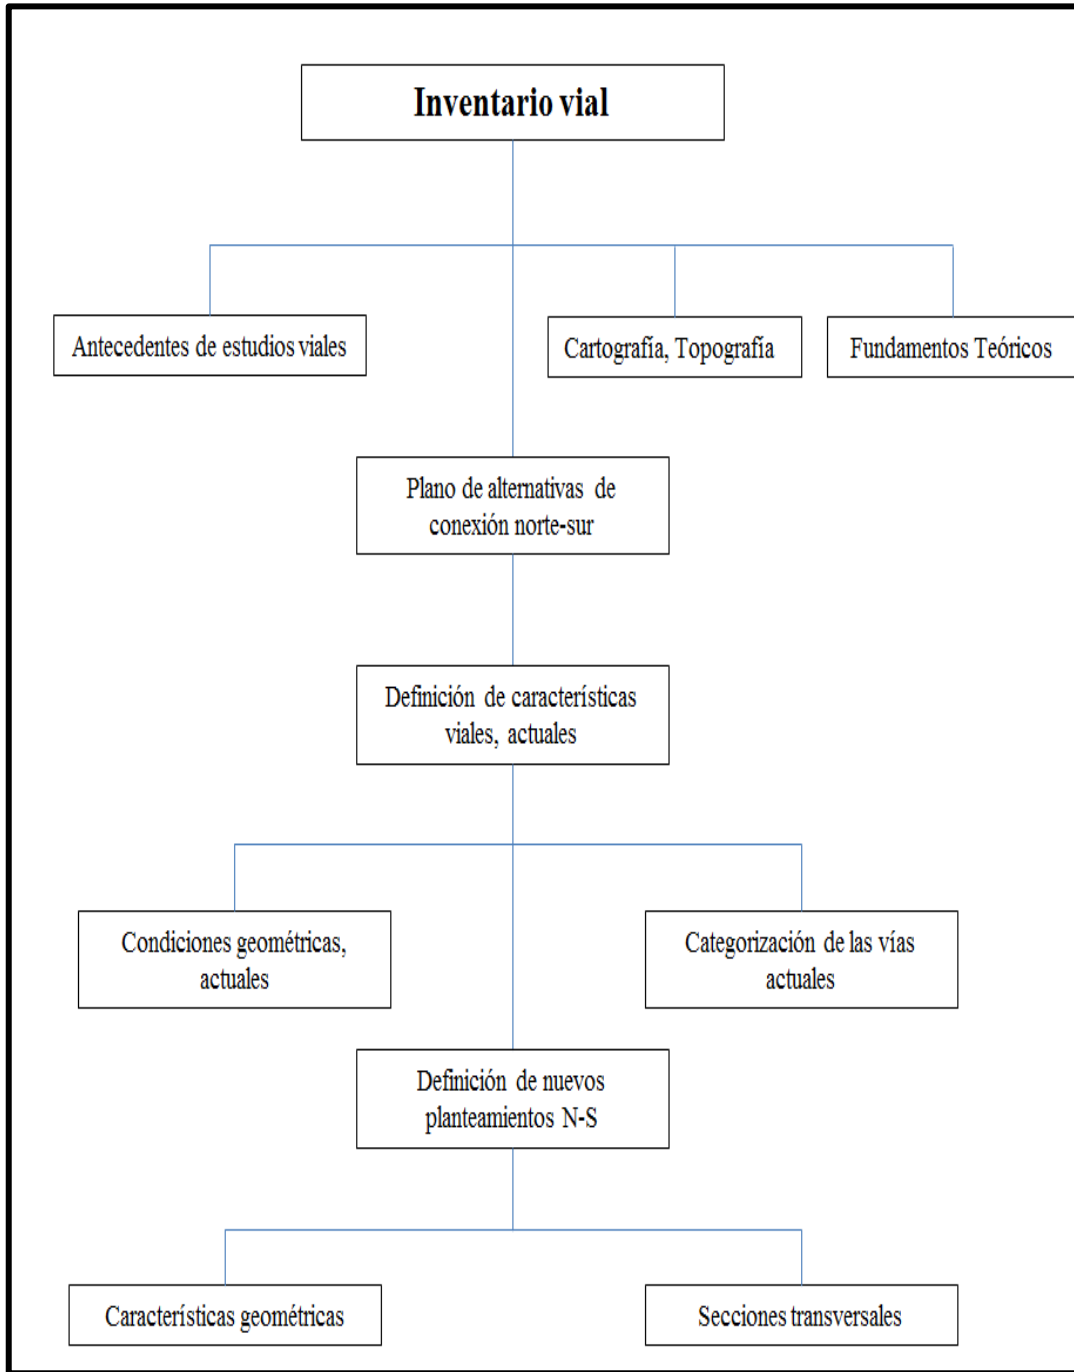 Inventario vial
Antecedentes de estudios viales
Cartografía, Topografía
Fundamentos Teóricos
Plano de alternativas de
conexión norte-sur
Definición de características
viales, actuales
Condiciones geométricas,
actuales
Categorización de las vías
actuales
Definición de nuevos
planteamientos N-S
Características geométricas
Secciones transversales